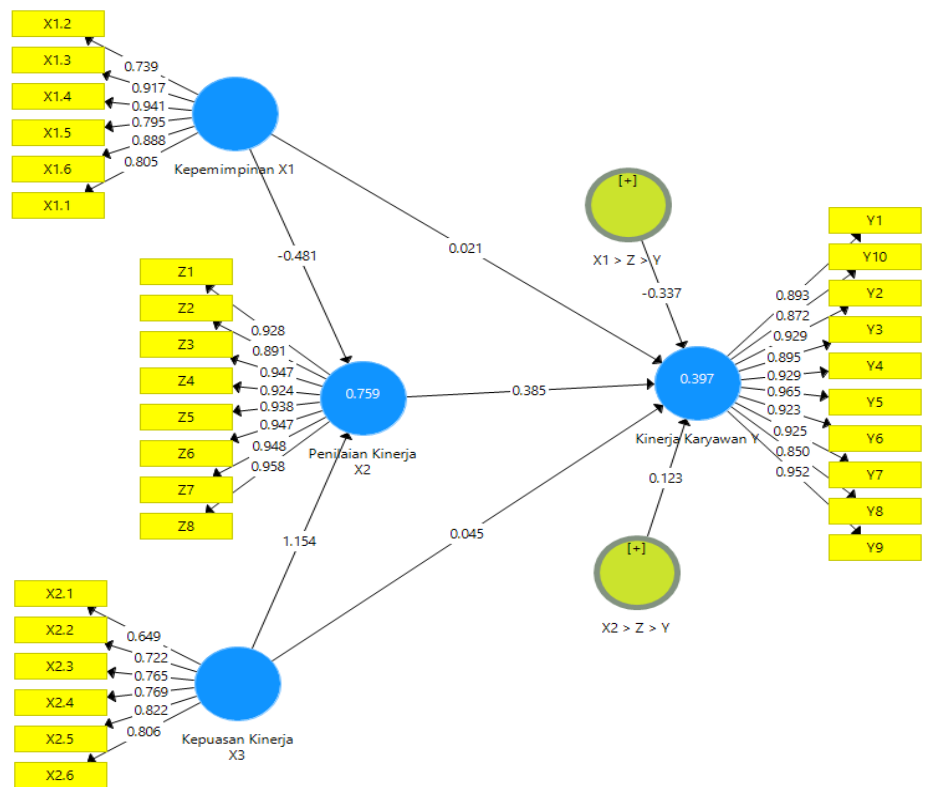 X1.2
X1.3
X1.4
X1.5
X1.6
X1.1
0.739
0.917
0.941
0.795
0.888
0.805
Kepemimpinan X1
-0.481
0.021
[+]
X1 > Z > Y
-0.337
Z1
Z2
Z3
Z4
Z5
Z6
Z7
Z8
0.928
0.891
0.947
0.924
0.938
0.947
0.948
0.958
0.759
Penilaian Kinerja
X2
0.385
0.397
Kinerja Karyawan Y
0.893
0.872
0.929
0.895
0.929
0.965
0.923
0.925
0.850
0.952
Y1
Y10
Y2
Y3
Y4
Y5
Y6
Y7
Y8
Y9
1.154
0.045
0.123
[+]
X2 > Z > Y
X2.1
X2.2
X2.3
X2.4
X2.5
X2.6
0.649
0.722
0.765
0.769
0.822
0.806
Kepuasan Kinerja
X3